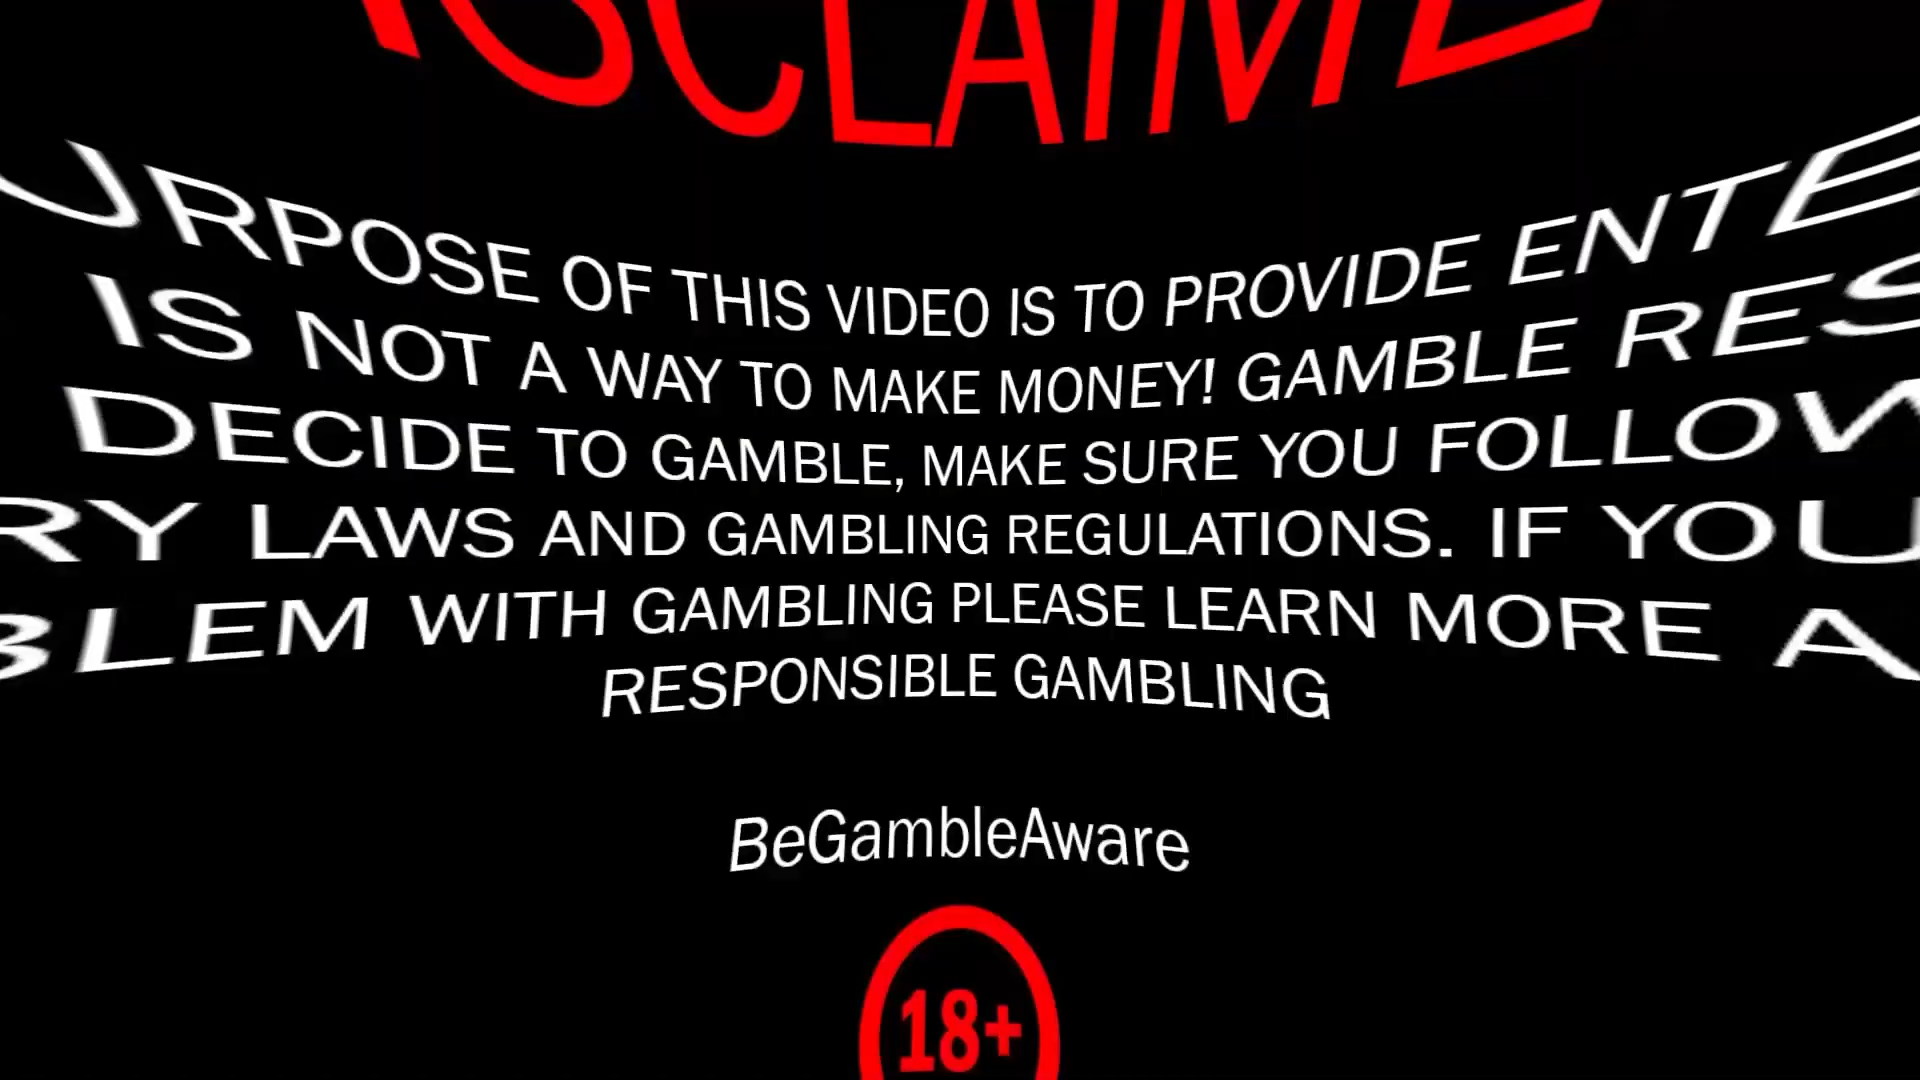 ISCLAIME
URPOSE OF THIS VIDEO IS TO PROVIDE ENTE
IS NOT A WAY TO MAKE MONEY! GAMBLE RES
DECIDE TO GAMBLE, MAKE SURE YOU FOLLOW
RY LAWS AND GAMBLING REGULATIONS. IF YOU
BLEM WITH GAMBLING PLEASE LEARN MORE A
RESPONSIBLE GAMBLING
BeGambleAware
18+